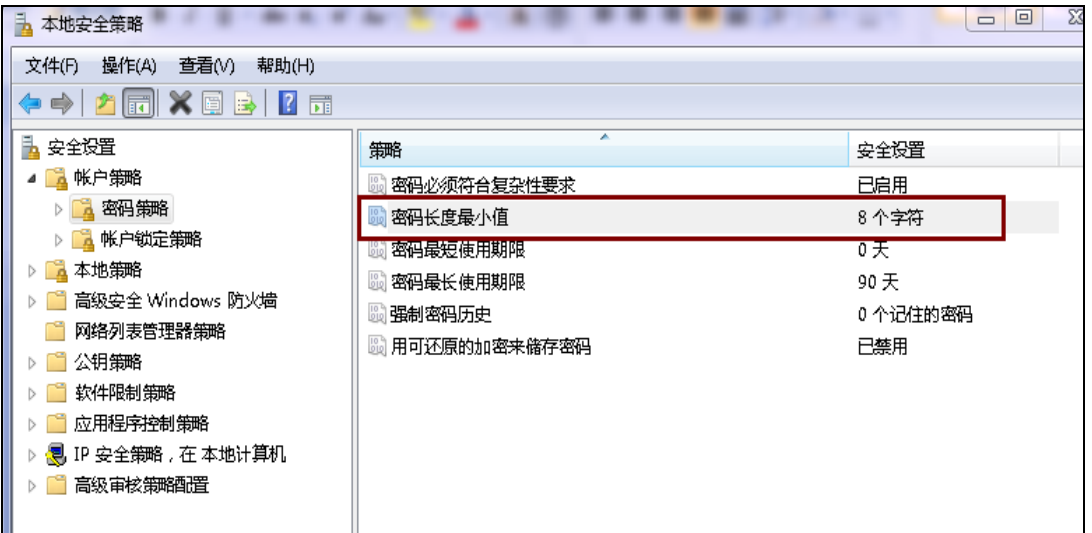 本地安全策略
文件(F) 操作(A) 查看(V) 帮助(H)
安全设置
帐户策略
密码策略
帐户锁定策略
本地策略
高级安全 Windows 防火墙
网络列表管理器策略
公钥策略
软件限制策略
应用程序控制策略
IP 安全策略，在 本地计算机
高级审核策略配置
策略 安全设置
密码必须符合复杂性要求 已启用
密码长度最小值 8 个字符
密码最短使用期限 0 天
密码最长使用期限 90 天
强制密码历史 0 个记住的密码
用可还原的加密来储存密码 已禁用